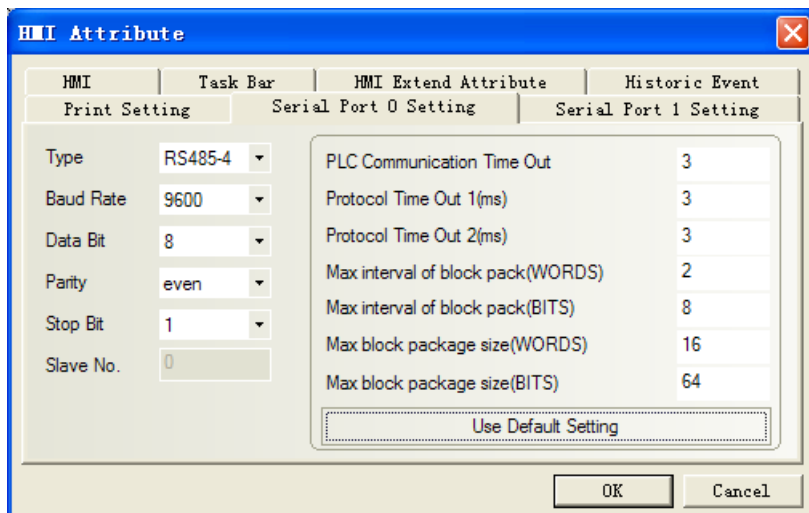 HMI Attribute
HMI Task Bar HMI Extend Attribute Historic Event
Print Setting Serial Port 0 Setting Serial Port 1 Setting
Type RS485-4
Baud Rate 9600
Data Bit 8
Parity even
Stop Bit 1
Slave No. 0
PLC Communication Time Out 3
Protocol Time Out 1(ms) 3
Protocol Time Out 2(ms) 3
Max interval of block pack(WORDS) 2
Max interval of block pack(BITS) 8
Max block package size(WORDS) 16
Max block package size(BITS) 64
Use Default Setting
OK Cancel